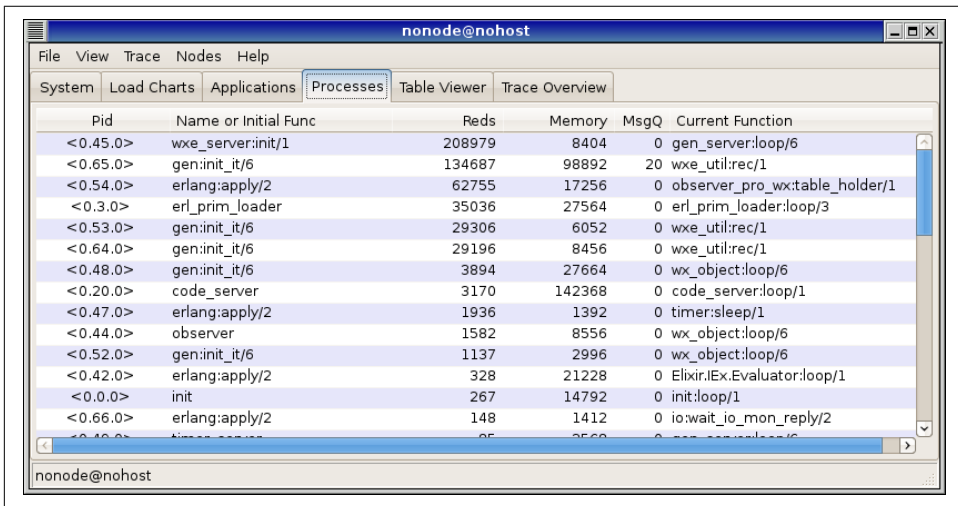 nonode@nohost
File View Trace Nodes Help
System Load Charts Applications Processes Table Viewer Trace Overview
Pid Name or Initial Func Reds Memory MsgQ Current Function
<0.45.0> wxe_server:init/1 208979 8404 0 gen_server:loop/6
<0.65.0> gen:init_it/6 134687 98892 20 wxe_util:rec/1
<0.54.0> erlang:apply/2 62755 17256 0 observer_pro_wx:table_holder/1
<0.3.0> erl_prim_loader 35036 27564 0 erl_prim_loader:loop/3
<0.53.0> gen:init_it/6 29306 6052 0 wxe_util:rec/1
<0.64.0> gen:init_it/6 29196 8456 0 wxe_util:rec/1
<0.48.0> gen:init_it/6 3894 27664 0 wx_object:loop/6
<0.20.0> code_server 3170 142368 0 code_server:loop/1
<0.47.0> erlang:apply/2 1936 1392 0 timer:sleep/1
<0.44.0> observer 1582 8556 0 wx_object:loop/6
<0.52.0> gen:init_it/6 1137 2996 0 wx_object:loop/6
<0.42.0> erlang:apply/2 328 21228 0 Elixir.IEx.Evaluator:loop/1
<0.0.0> init 267 14792 0 init:loop/1
<0.66.0> erlang:apply/2 148 1412 0 io:wait_io_mon_reply/2
nonode@nohost